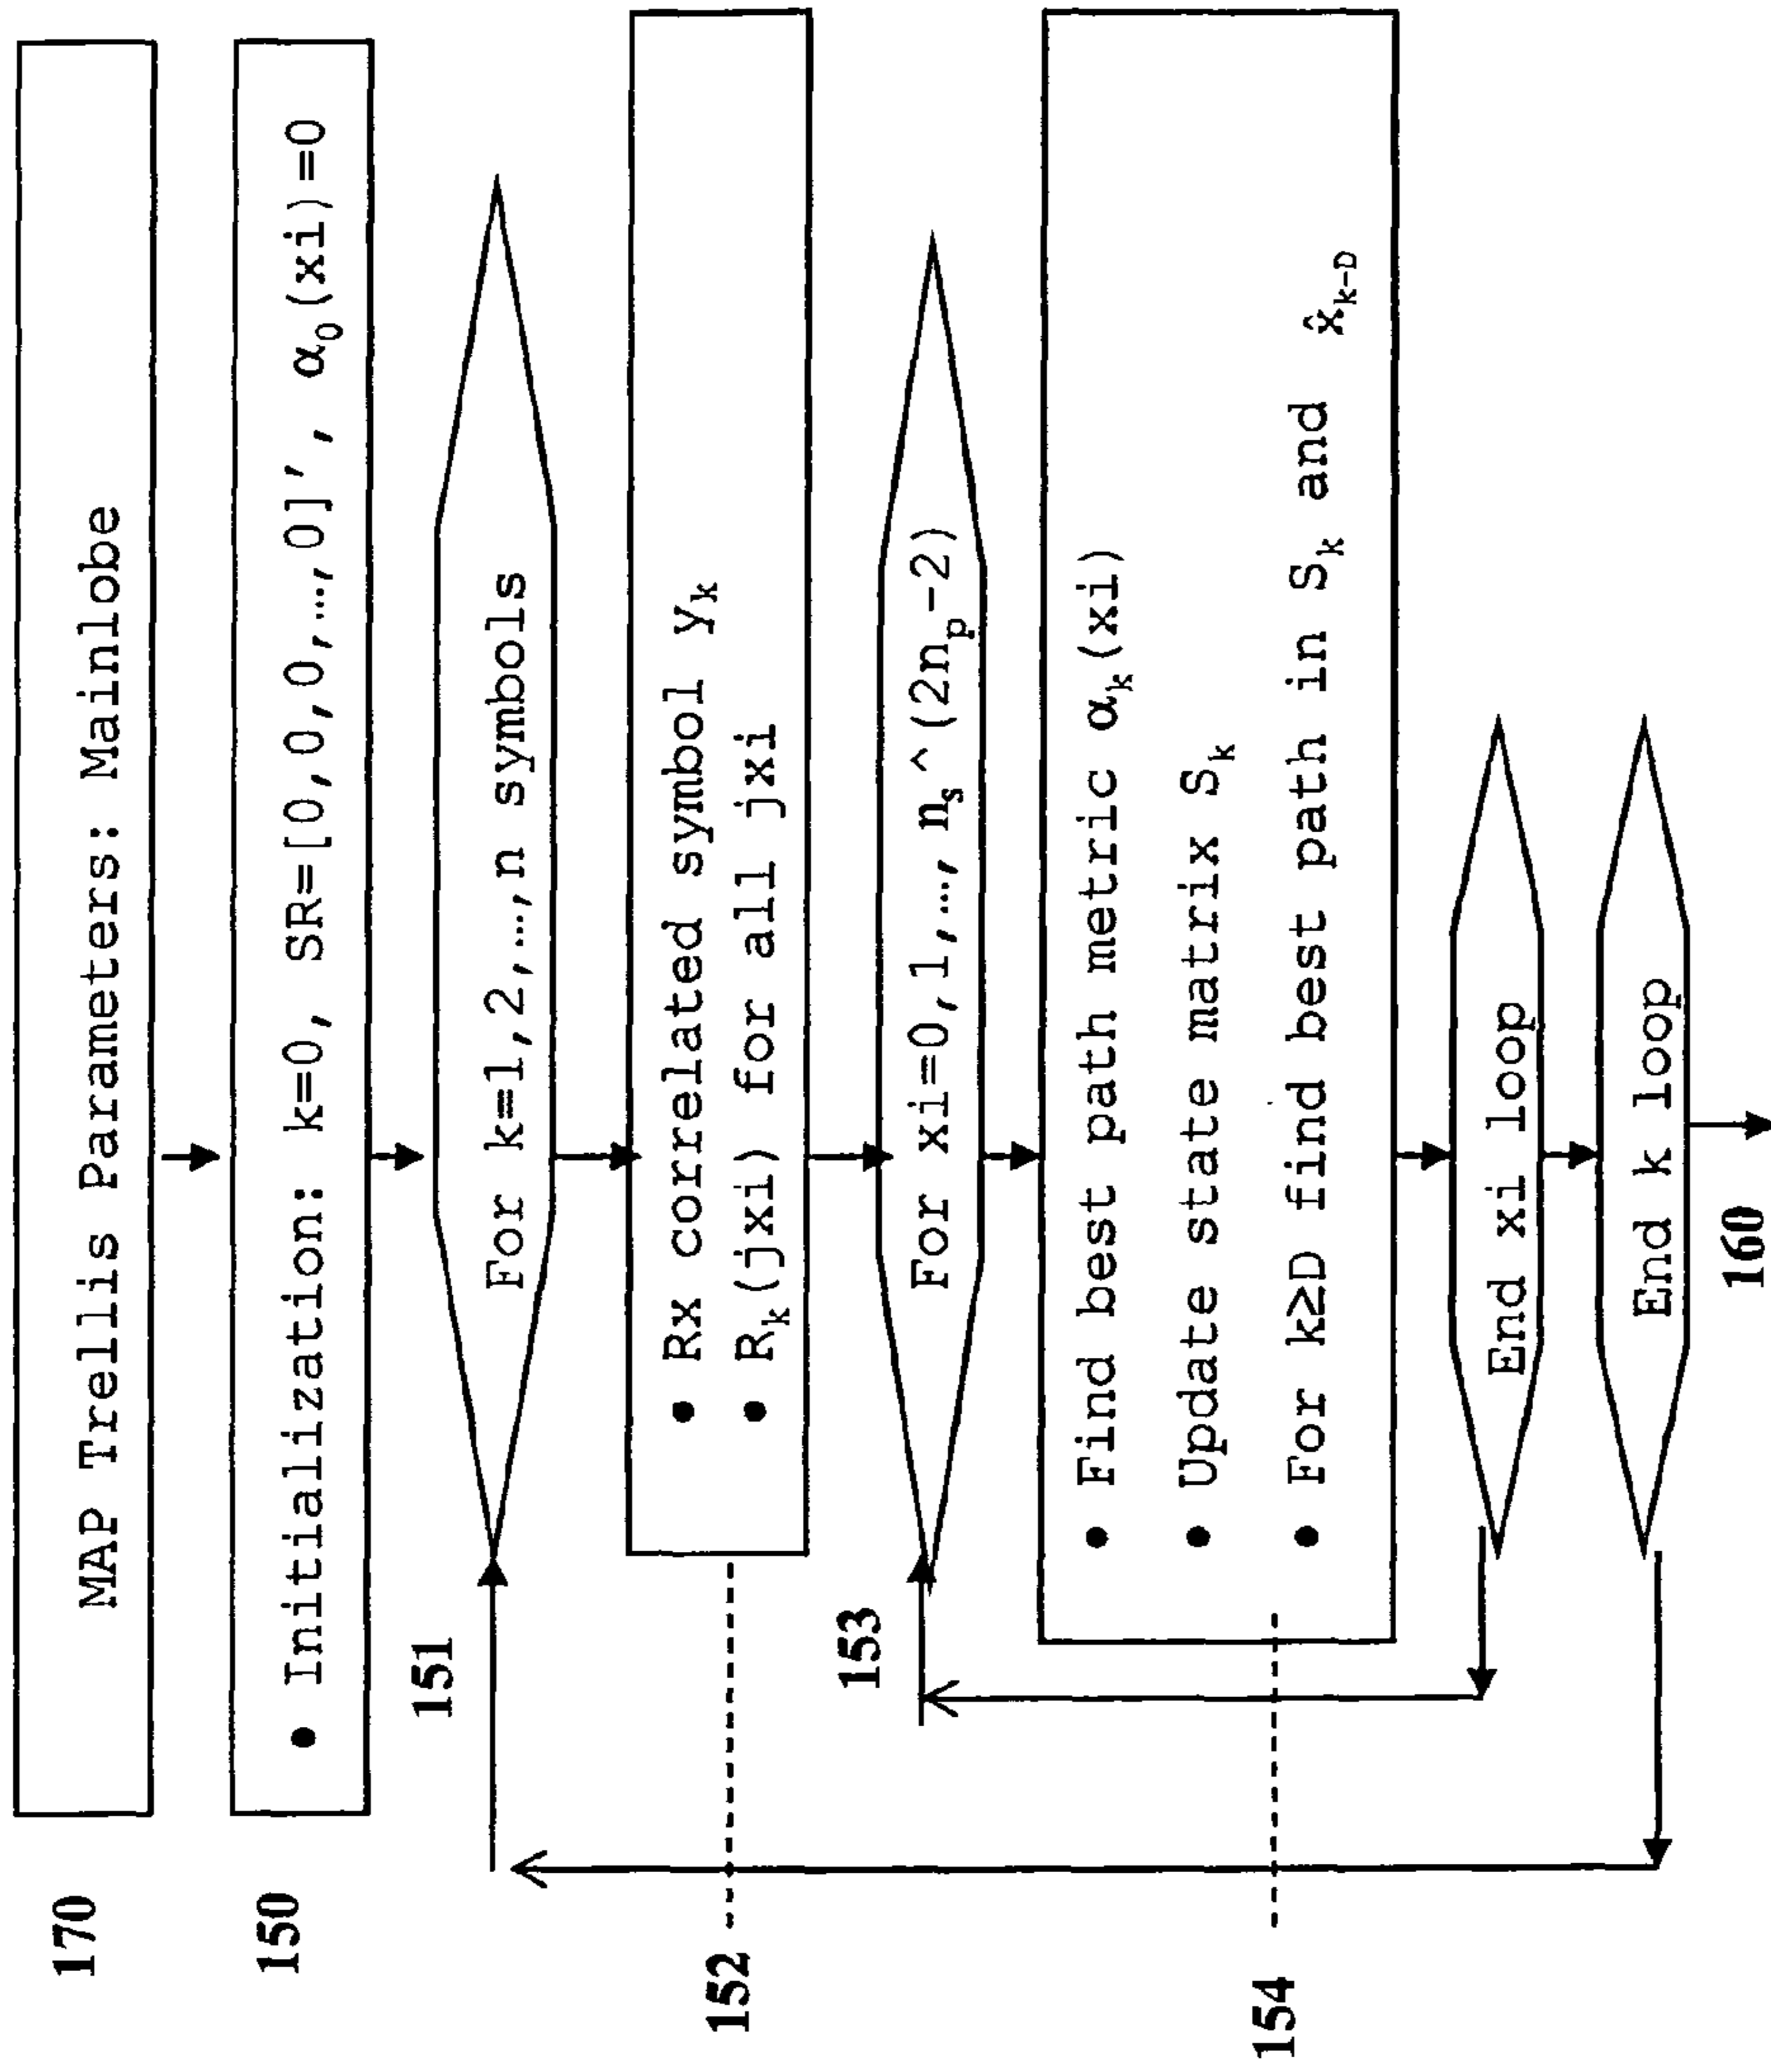 170
MAP Trellis Parameters: Mainlobe
150
• Initialization: k=0, SR=[0,0,0,0,…,0]', α₀(xi)=0
151
For k=1,2,…,n symbols
152
• Rx correlated symbol yₖ
• Rₖ(jxi) for all jxi
153
For xi=0,1,…, nₛ^(2nₚ-2)
154
• Find best path metric αₖ(xi)
• Update state matrix Sₖ
• For k≥D find best path in Sₖ and x̂ₖ₋D
End xi loop
End k loop
160